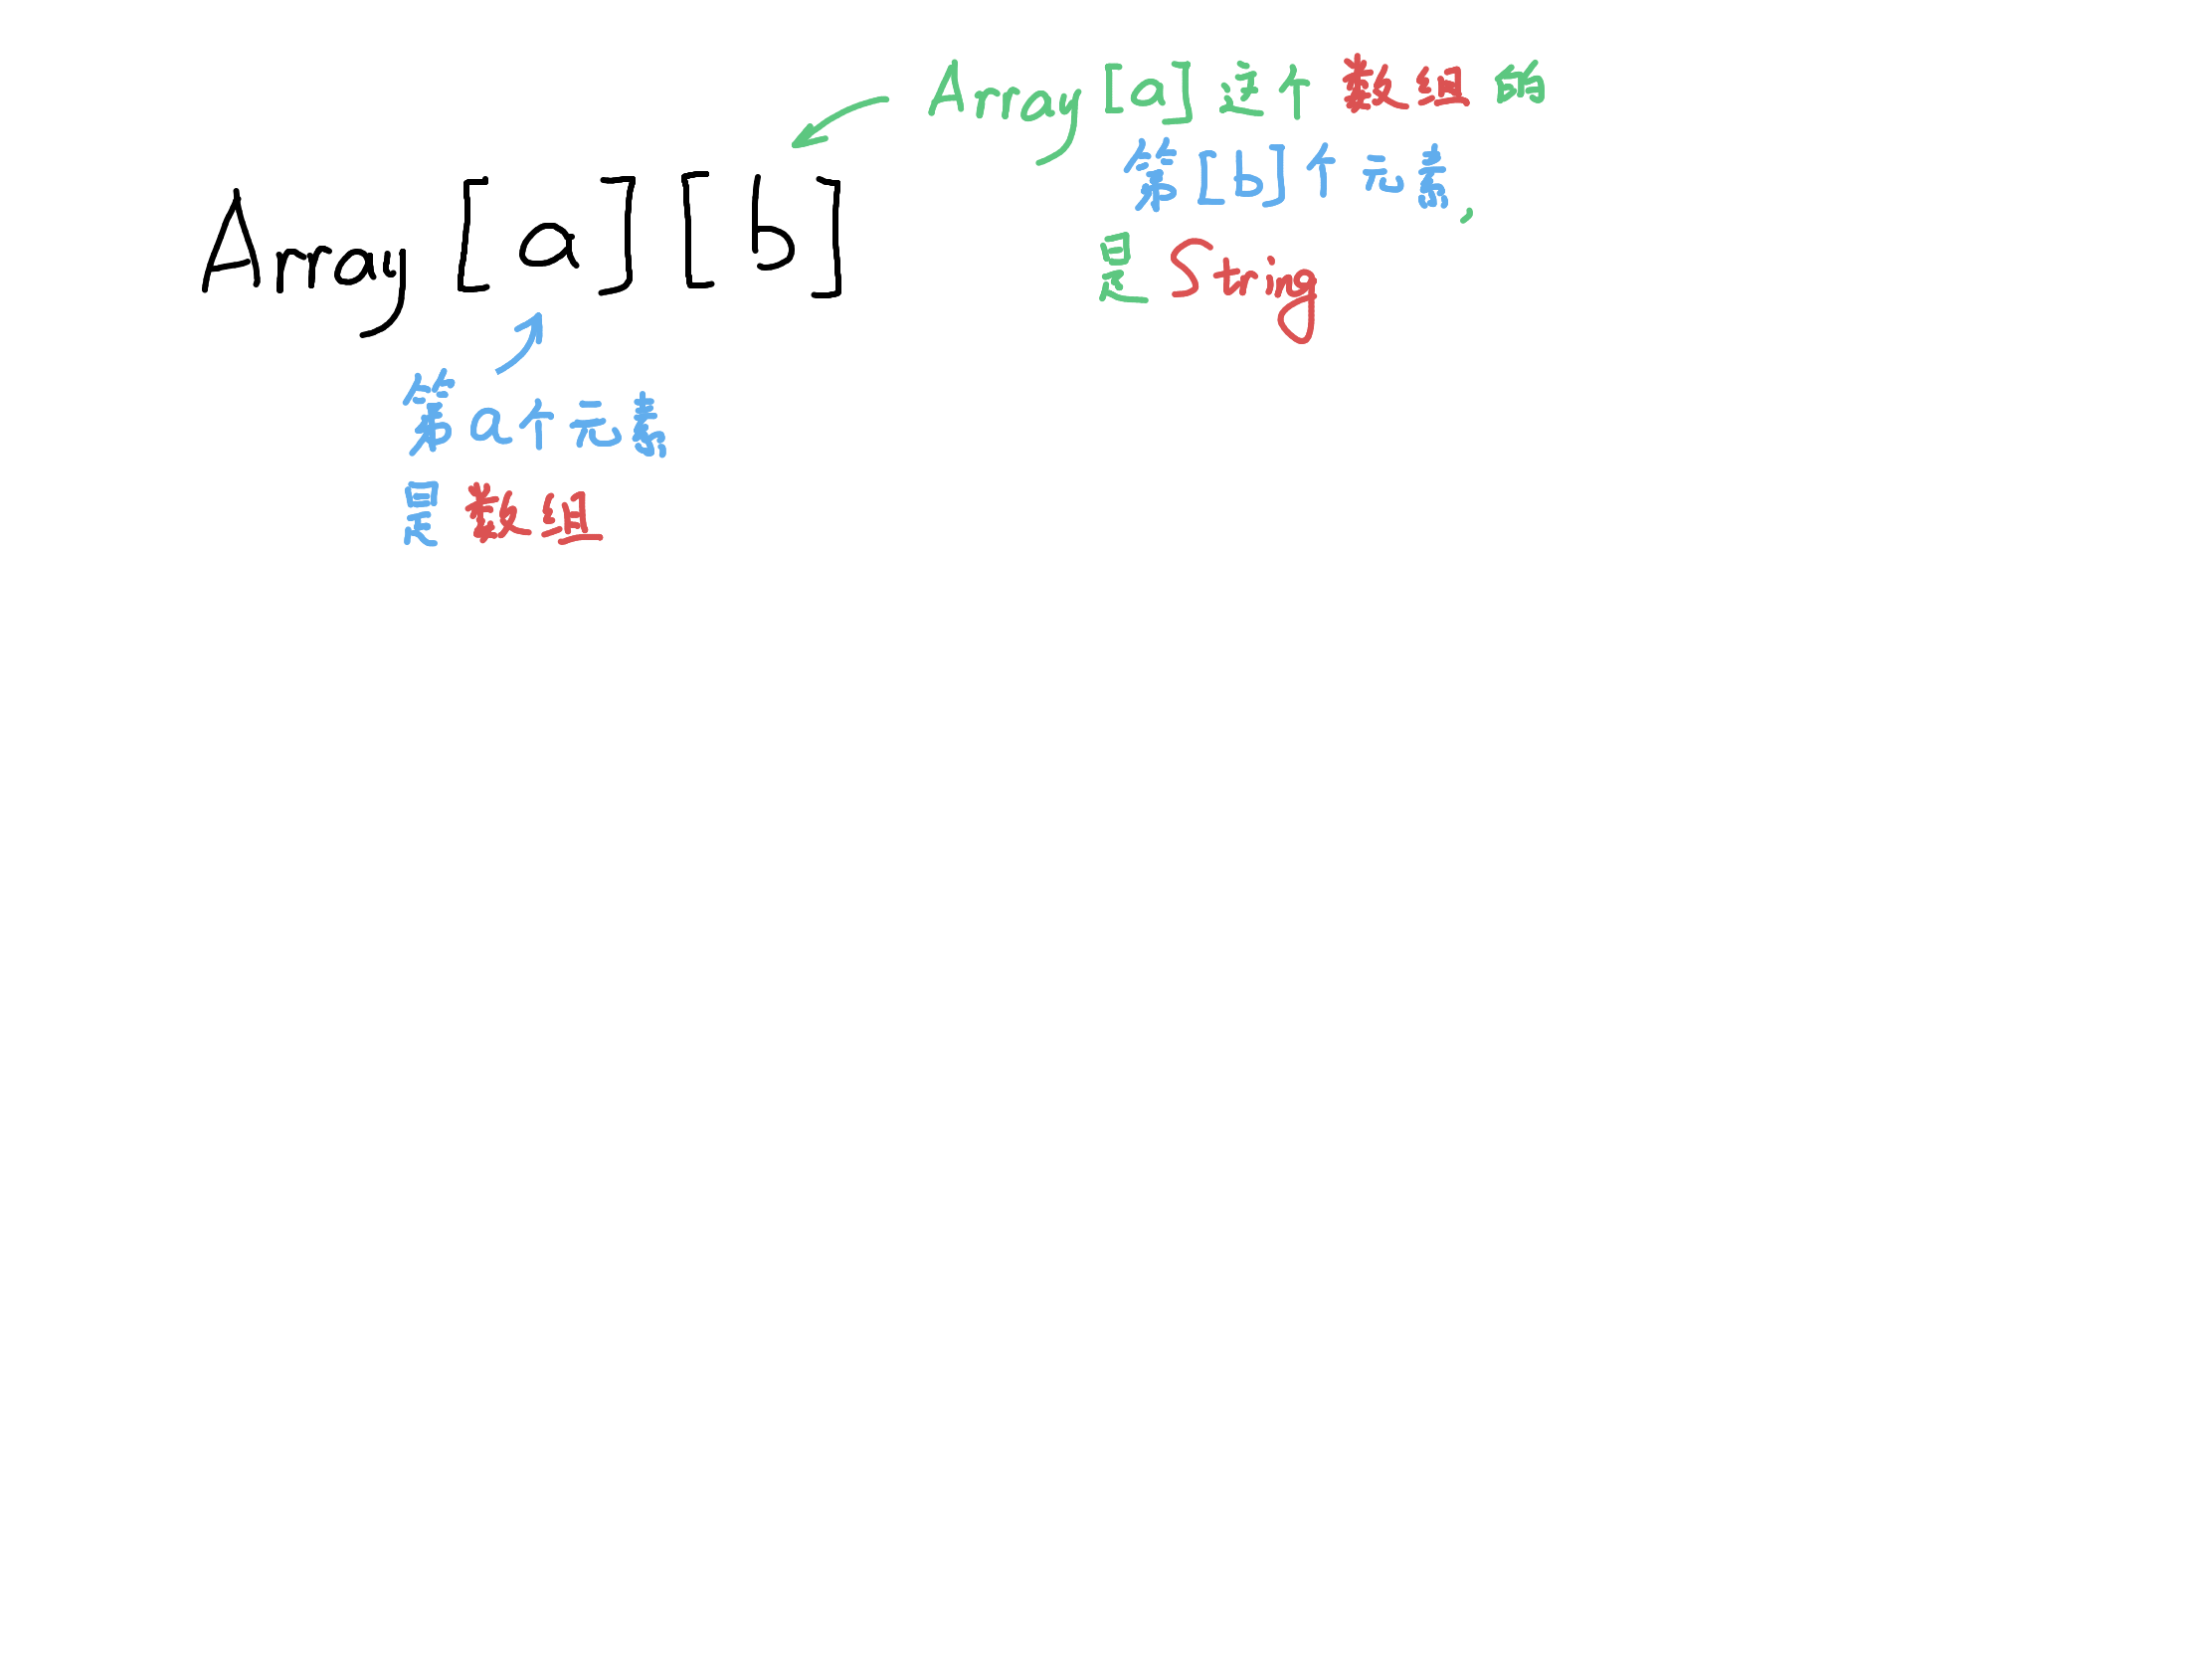 Array[a]这个数组的
第[b]个元素,
是String
Array[a][b]
第a个元素
是数组